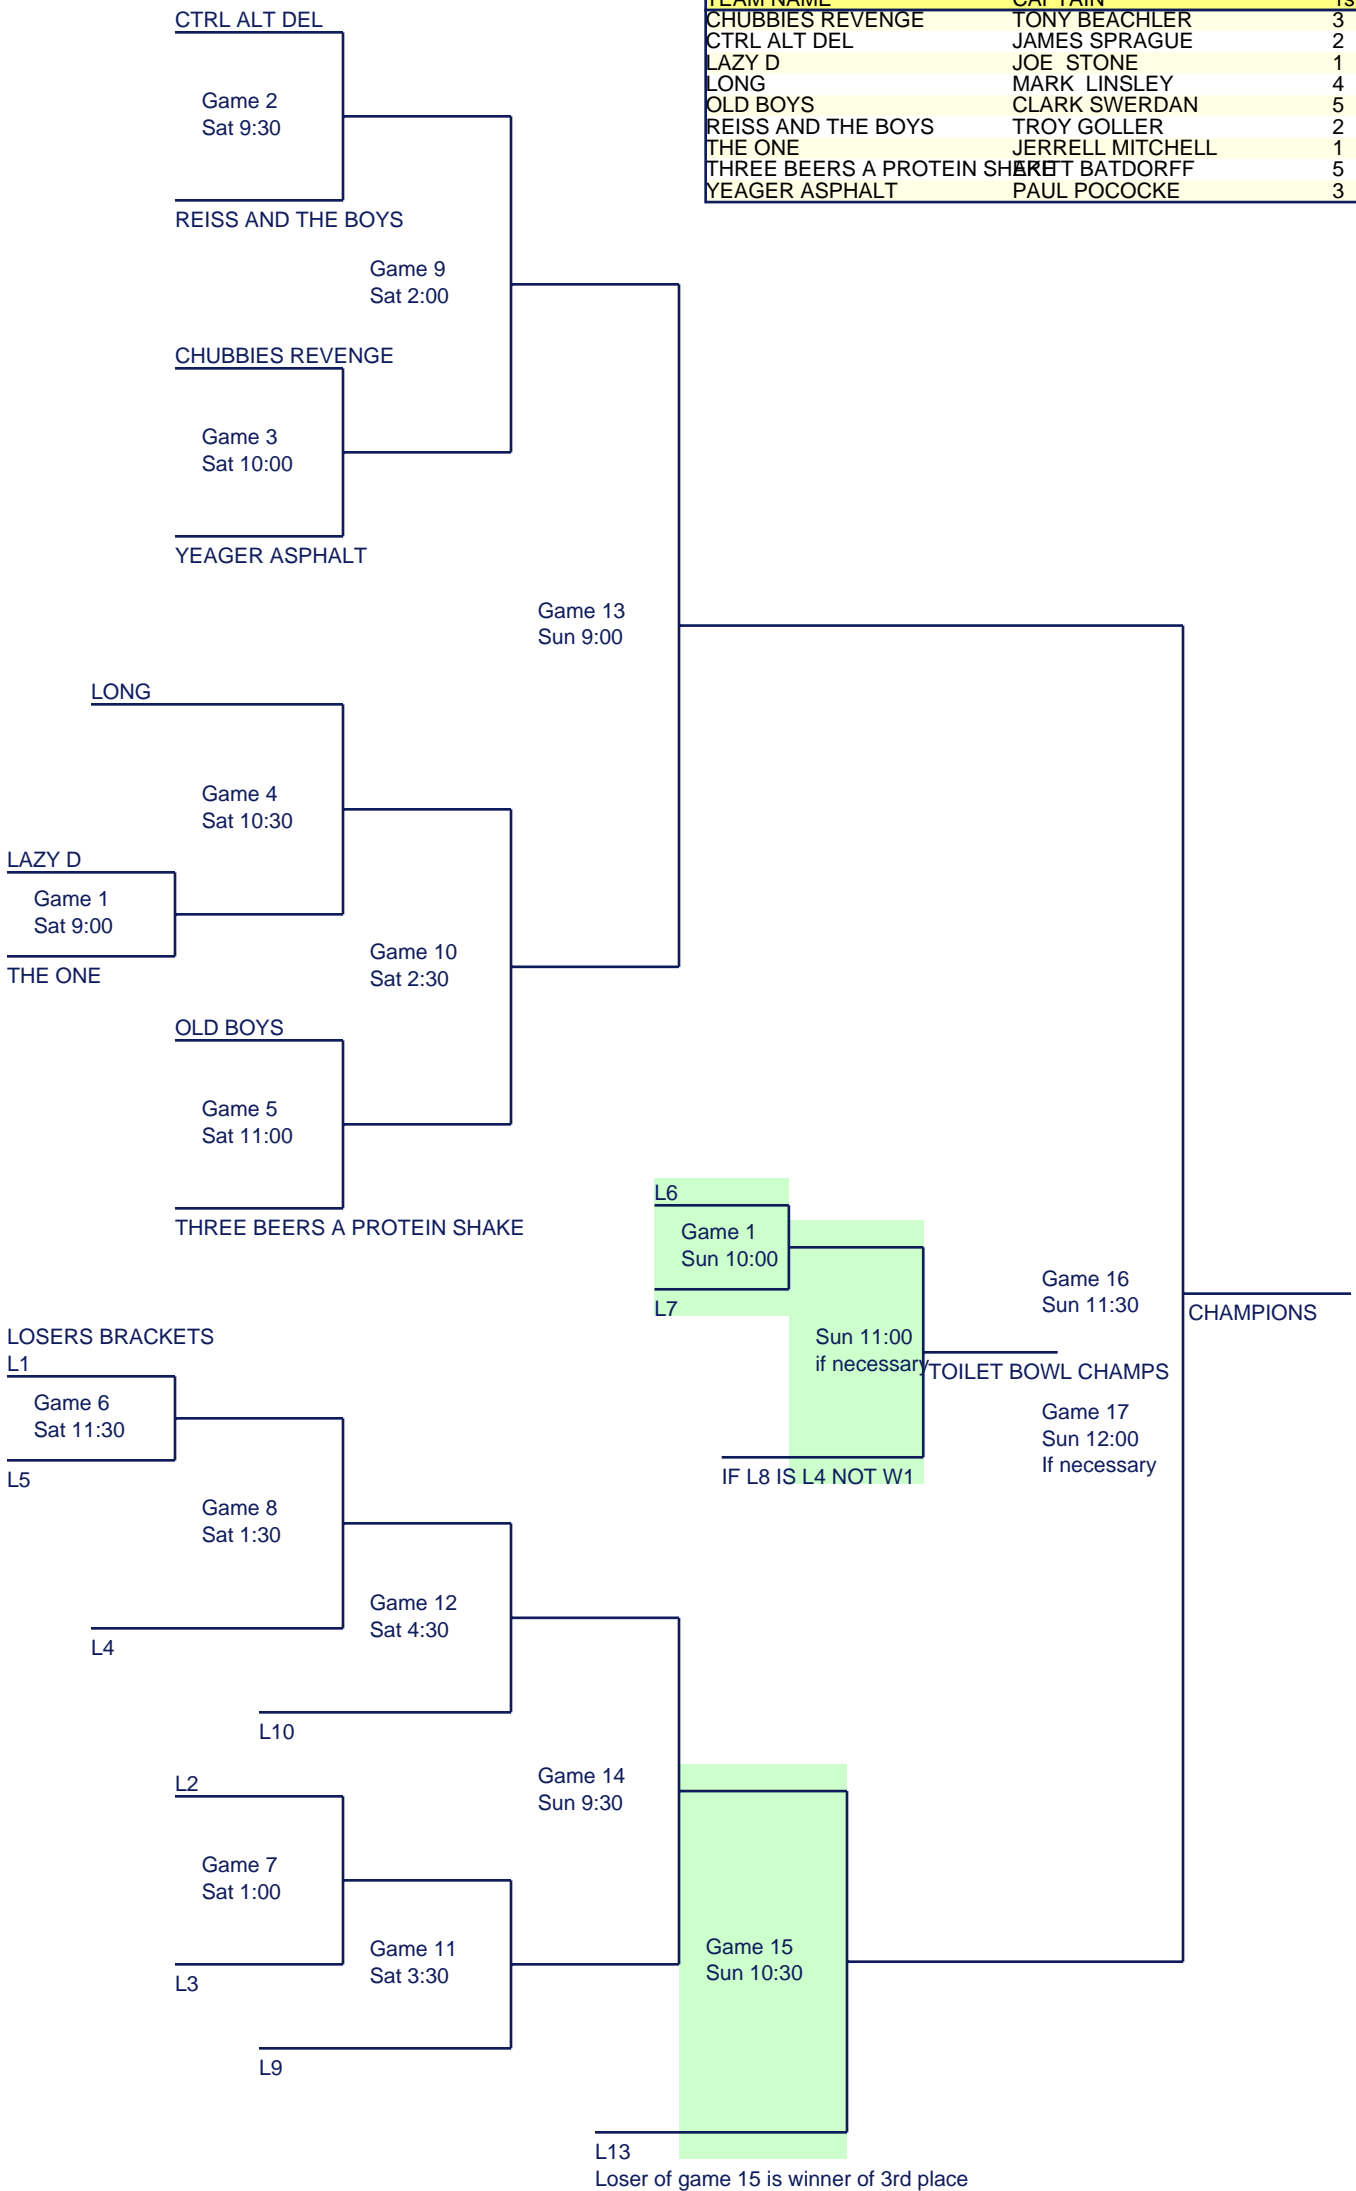 TEAM NAME CAPTAIN
CHUBBIES REVENGE TONY BEACHLER 3
CTRL ALT DEL JAMES SPRAGUE 2
LAZY D JOE STONE 1
LONG MARK LINSLEY 4
OLD BOYS CLARK SWERDAN 5
REISS AND THE BOYS TROY GOLLER 2
THE ONE JERRELL MITCHELL 1
THREE BEERS A PROTEIN BATDORFF 5
YEAGER ASPHALT PAUL POCOCKE 3
CTRL ALT DEL
Game 2
Sat 9:30
REISS AND THE BOYS
Game 9
Sat 2:00
CHUBBIES REVENGE
Game 3
Sat 10:00
YEAGER ASPHALT
Game 13
Sun 9:00
LONG
Game 4
Sat 10:30
LAZY D
Game 1
Sat 9:00
THE ONE
Game 10
Sat 2:30
OLD BOYS
Game 5
Sat 11:00
THREE BEERS A PROTEIN SHAKE
L6
Game 1
Sun 10:00
L7
Sun 11:00
if necessary
TOILET BOWL CHAMPS
IF L8 IS L4 NOT W1
Game 16
Sun 11:30
CHAMPIONS
Game 17
Sun 12:00
If necessary
LOSERS BRACKETS
L1
Game 6
Sat 11:30
L5
Game 8
Sat 1:30
L4
Game 12
Sat 4:30
L10
L2
Game 7
Sat 1:00
L3
Game 11
Sat 3:30
L9
Game 14
Sun 9:30
Game 15
Sun 10:30
L13
Loser of game 15 is winner of 3rd place